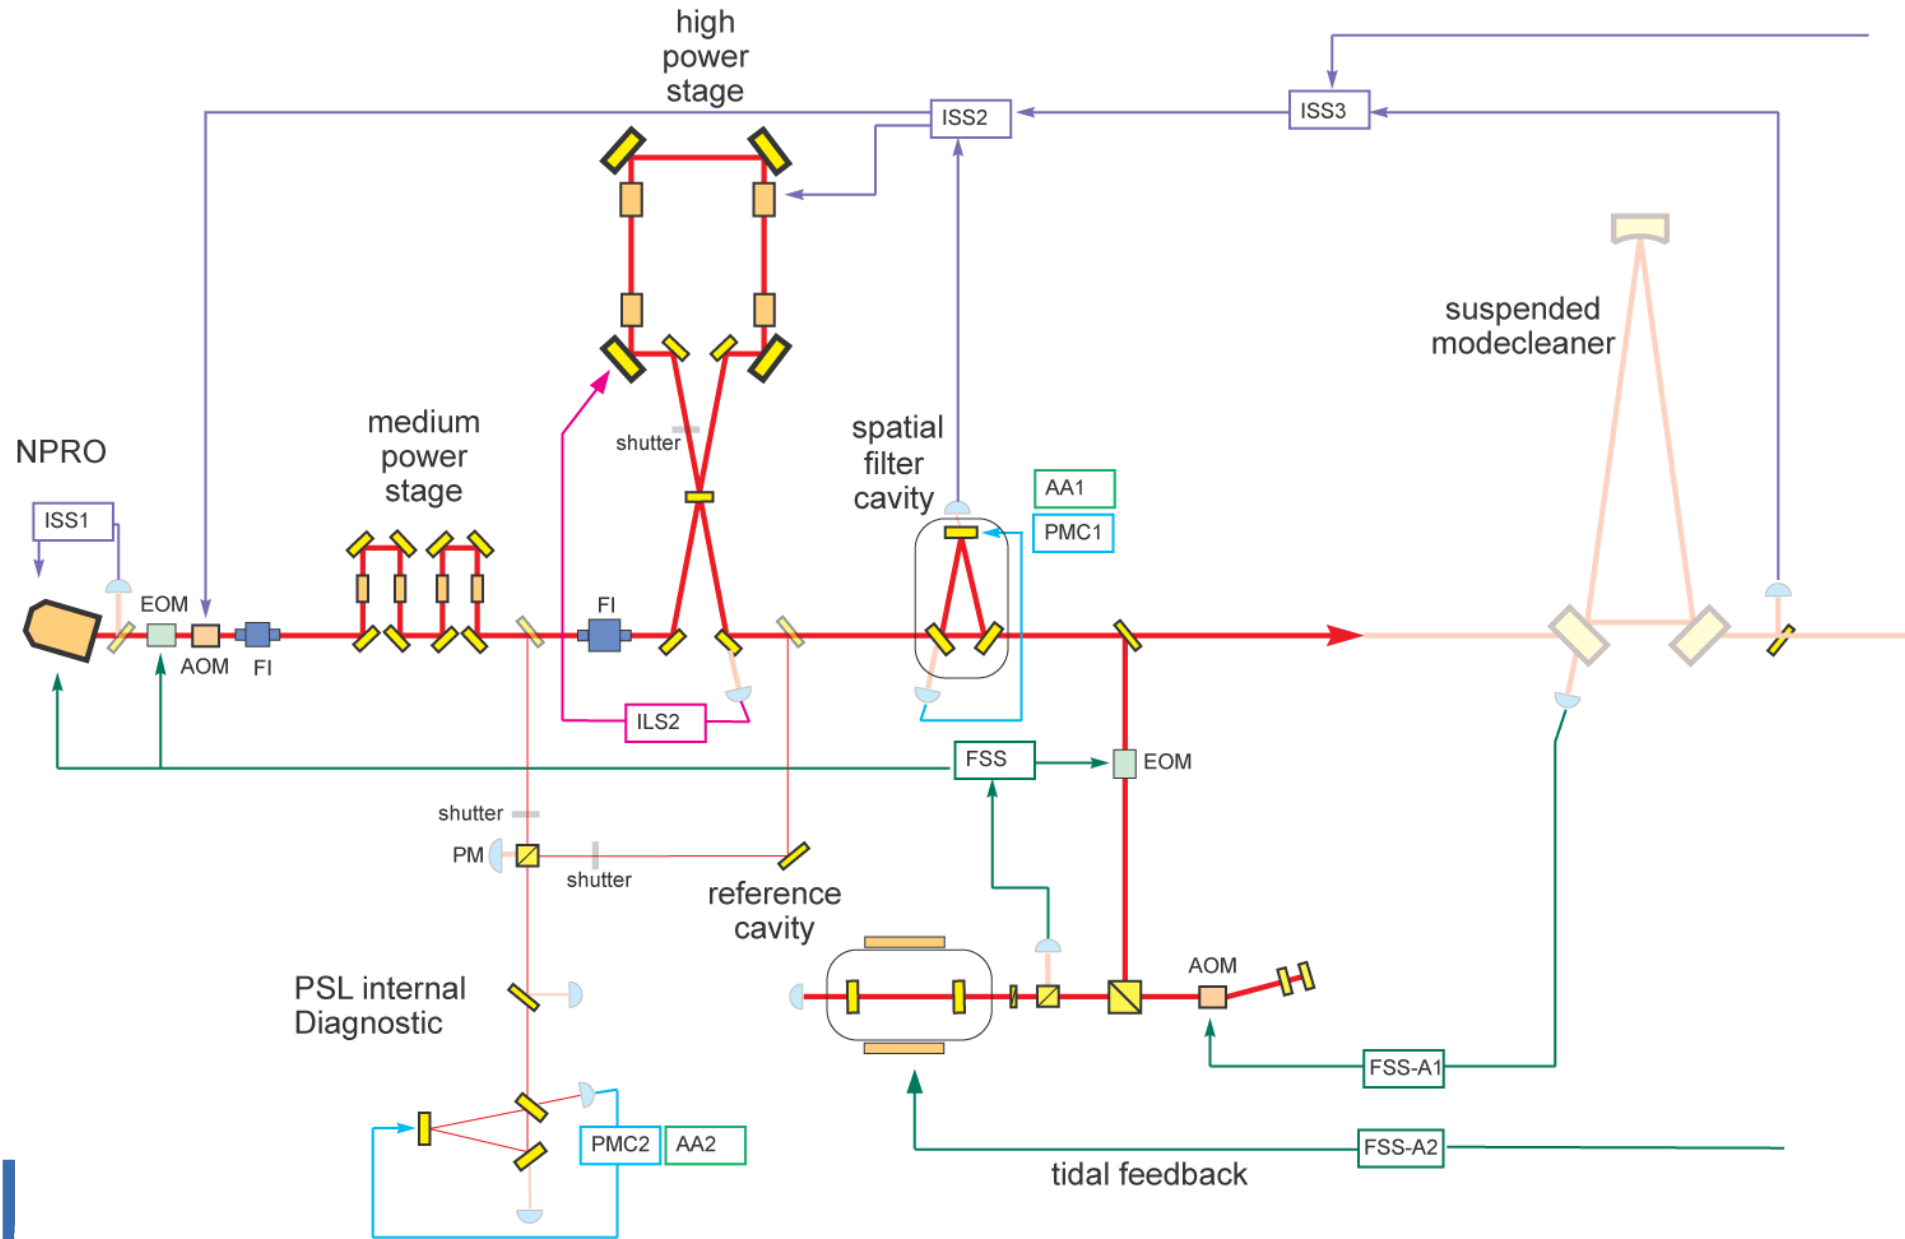 high
power
stage
ISS2
ISS3
suspended
modecleaner
medium
power
stage
shutter
spatial
filter
cavity
NPRO
AA1
ISS1
PMC1
EOM
FI
AOM
FI
ILS2
FSS
EOM
shutter
PM
shutter
reference
cavity
AOM
PSL internal
Diagnostic
FSS-A1
PMC2
AA2
FSS-A2
tidal feedback